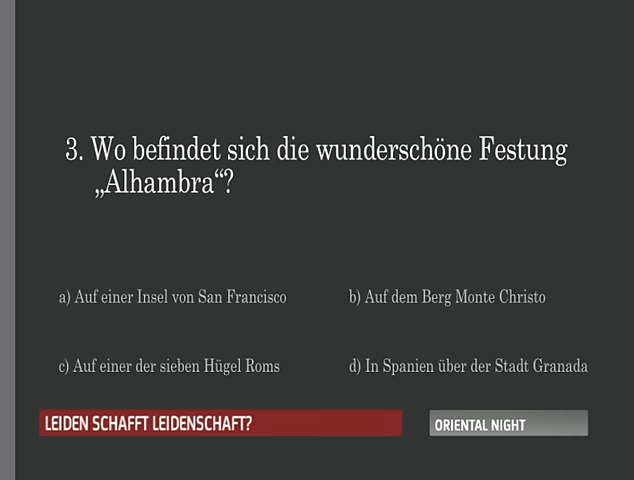 3. Wo befindet sich die wunderschöne Festung
„Alhambra“?
a) Auf einer Insel von San Francisco
b) Auf dem Berg Monte Christo
c) Auf einer der sieben Hügel Roms
d) In Spanien über der Stadt Granada
LEIDEN SCHAFFT LEIDENSCHAFT?
ORIENTAL NIGHT